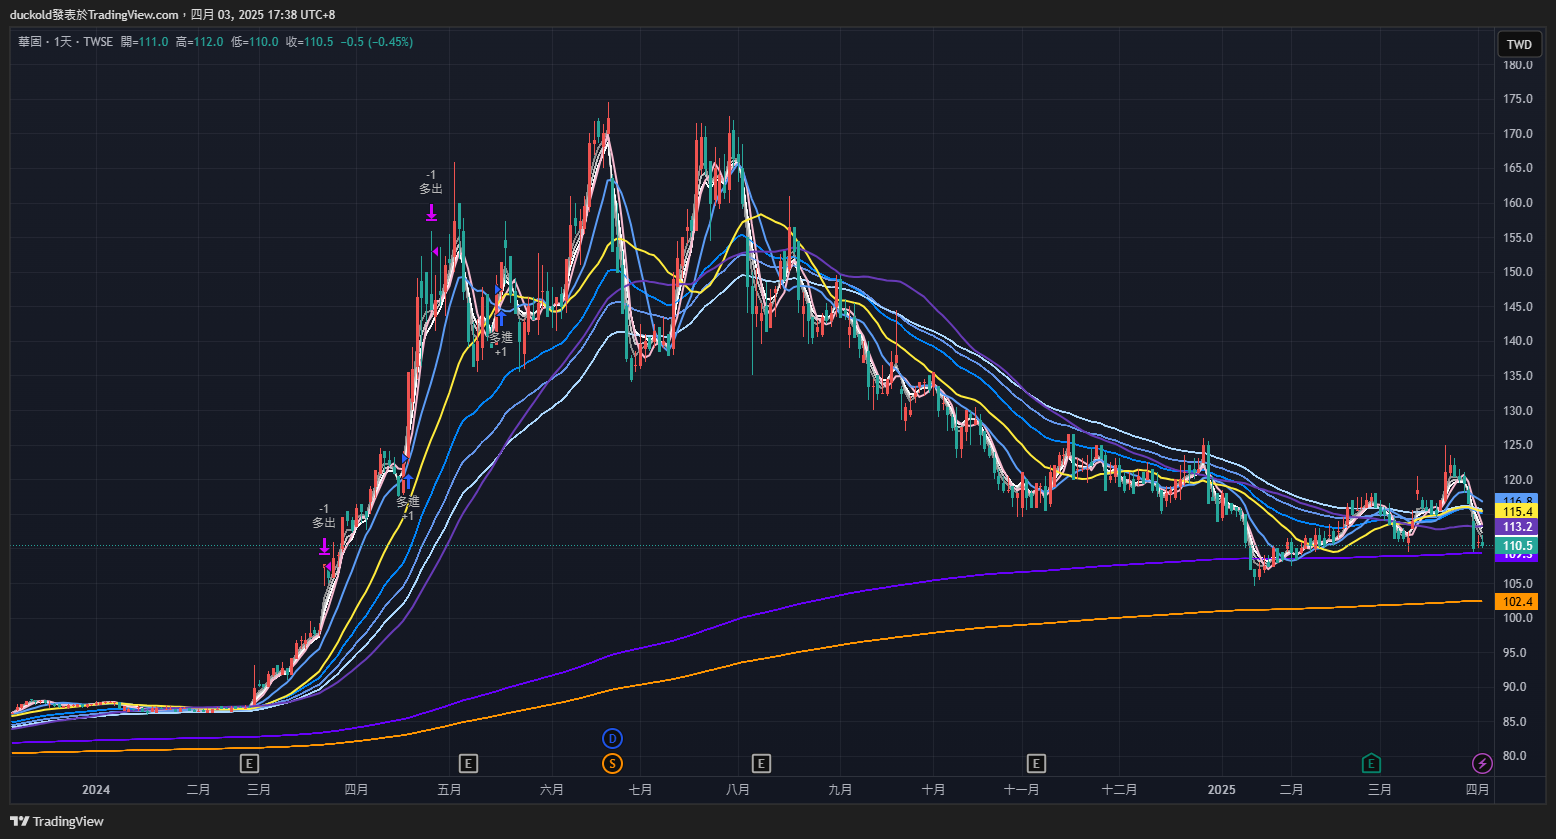 duckold發表於TradingView.com，四月 03, 2025 17:38 UTC+8
華固 · 1天 · TWSE 開=111.0 高=112.0 低=110.0 收=110.5 −0.5 (−0.45%)
TWD
180.0
175.0
170.0
165.0
160.0
155.0
150.0
145.0
140.0
135.0
130.0
125.0
120.0
116.8
115.4
113.2
110.5
105.0
102.4
100.0
95.0
90.0
85.0
80.0
-1
多出
多進
+1
-1
多出
多進
+1
D
E
E
S
E
E
E
2024
二月
三月
四月
五月
六月
七月
八月
九月
十月
十一月
十二月
2025
二月
三月
四月
TradingView